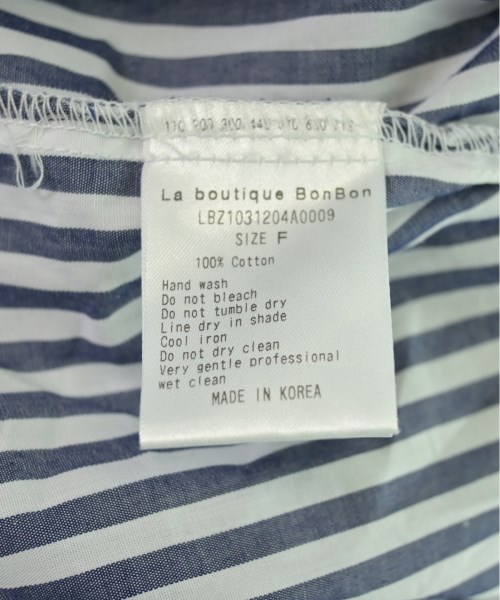 La boutique BonBon
LBZ1031204A0009
SIZE F
100% Cotton
Hand wash
Do not bleach
Do not tumble dry
Line dry in shade
Cool iron
Do not dry clean
Very gentle professional
wet clean
MADE IN KOREA